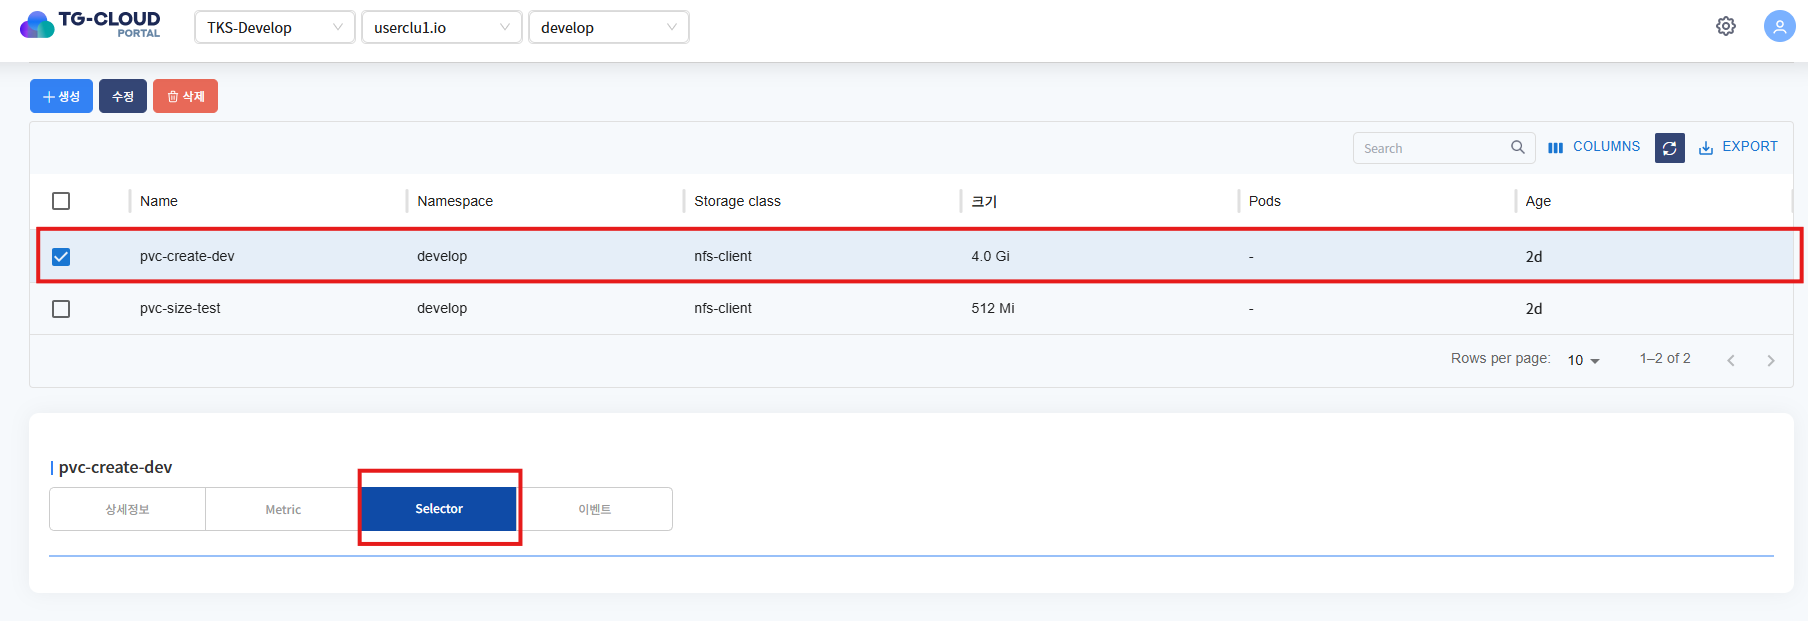 TG-CLOUD
PORTAL
TKS-Develop
userclu1.io
develop
생성
수정
삭제
Search
COLUMNS
EXPORT
Name Namespace Storage class 크기 Pods Age
pvc-create-dev develop nfs-client 4.0 Gi - 2d
pvc-size-test develop nfs-client 512 Mi - 2d
Rows per page: 10 1–2 of 2
pvc-create-dev
상세정보 Metric Selector 이벤트